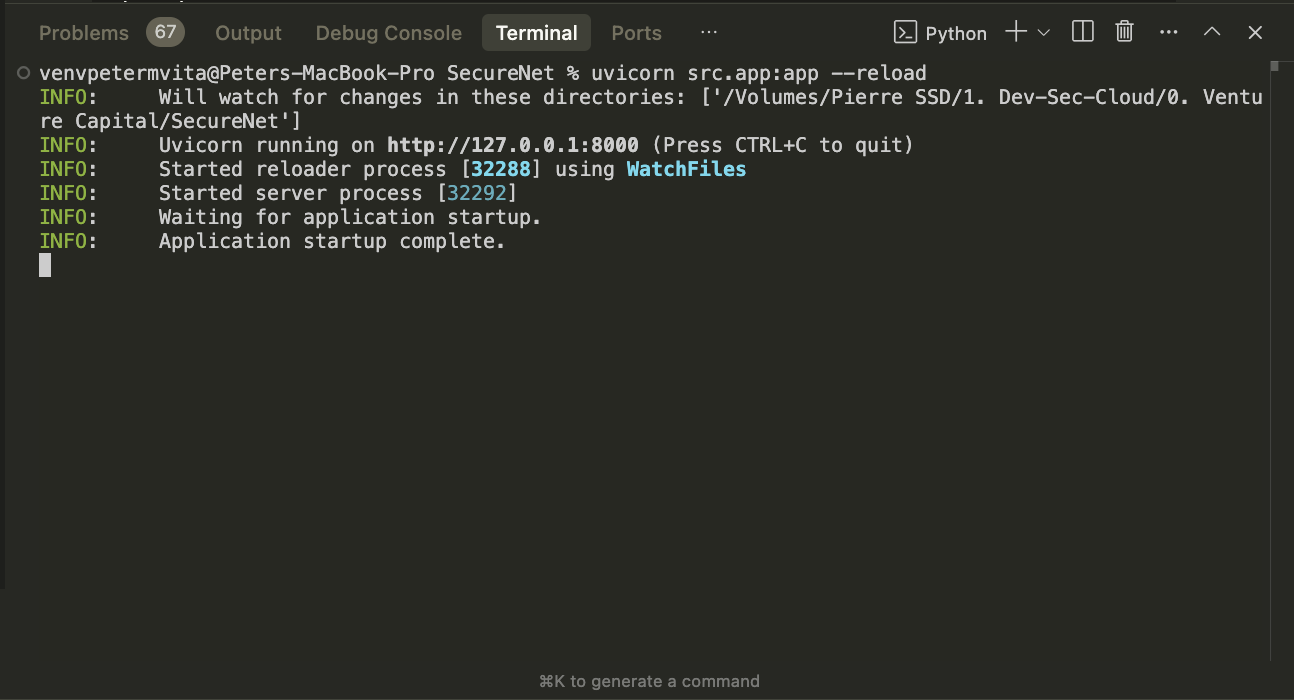 Problems 67 Output Debug Console Terminal Ports ... Python
venvpetermvita@Peters-MacBook-Pro SecureNet % uvicorn src.app:app --reload
INFO:     Will watch for changes in these directories: ['/Volumes/Pierre SSD/1. Dev-Sec-Cloud/0. Ventu
re Capital/SecureNet']
INFO:     Uvicorn running on http://127.0.0.1:8000 (Press CTRL+C to quit)
INFO:     Started reloader process [32288] using WatchFiles
INFO:     Started server process [32292]
INFO:     Waiting for application startup.
INFO:     Application startup complete.
⌘K to generate a command